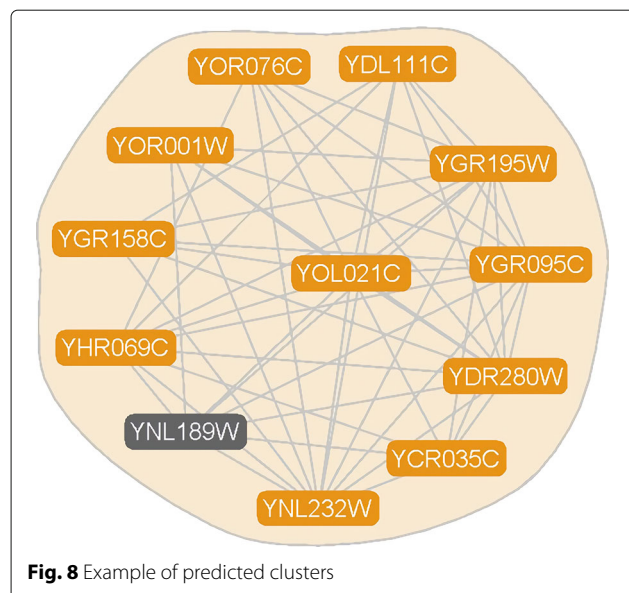 YOR076C YDL111C
YOR001W
YGR195W
YGR158C
YOL021C YGR095C
YHR069C
YDR280W
YNL189W
YCR035C
YNL232W
Fig. 8 Example of predicted clusters